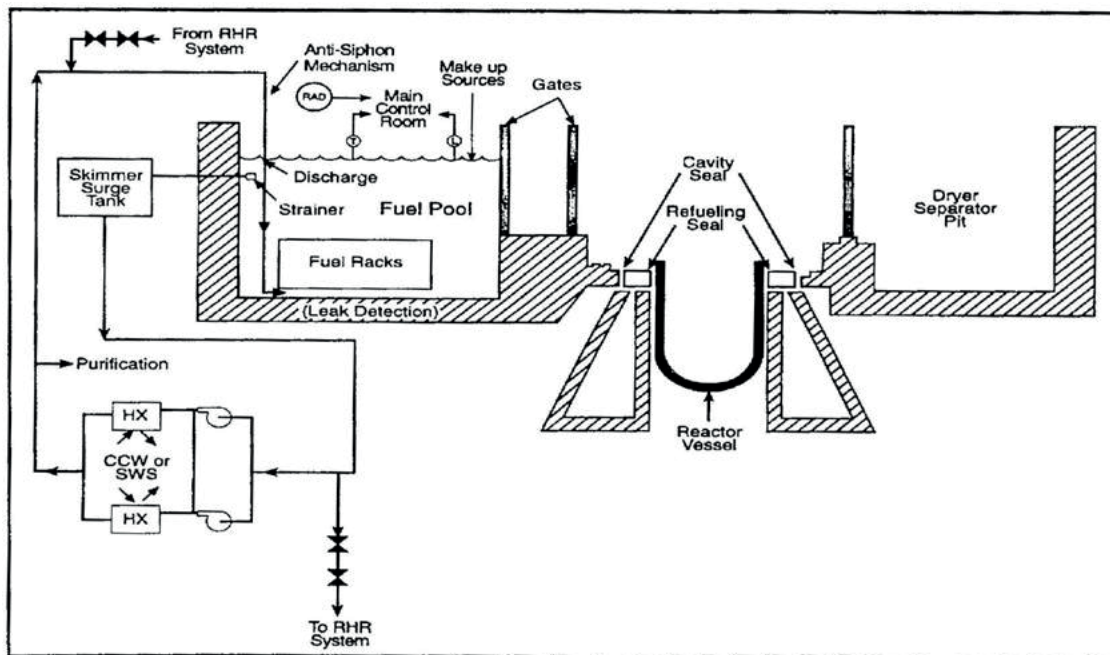 From RHR
System
Anti-Siphon
Mechanism
RAD
Main
Control
Room
Make up
Sources
Gates
T
L
Skimmer
Surge
Tank
Discharge
Strainer
Fuel Pool
Fuel Racks
(Leak Detection)
Cavity
Seal
Refueling
Seal
Dryer
Separator
Pit
Purification
HX
CCW or
SWS
HX
Reactor
Vessel
To RHR
System